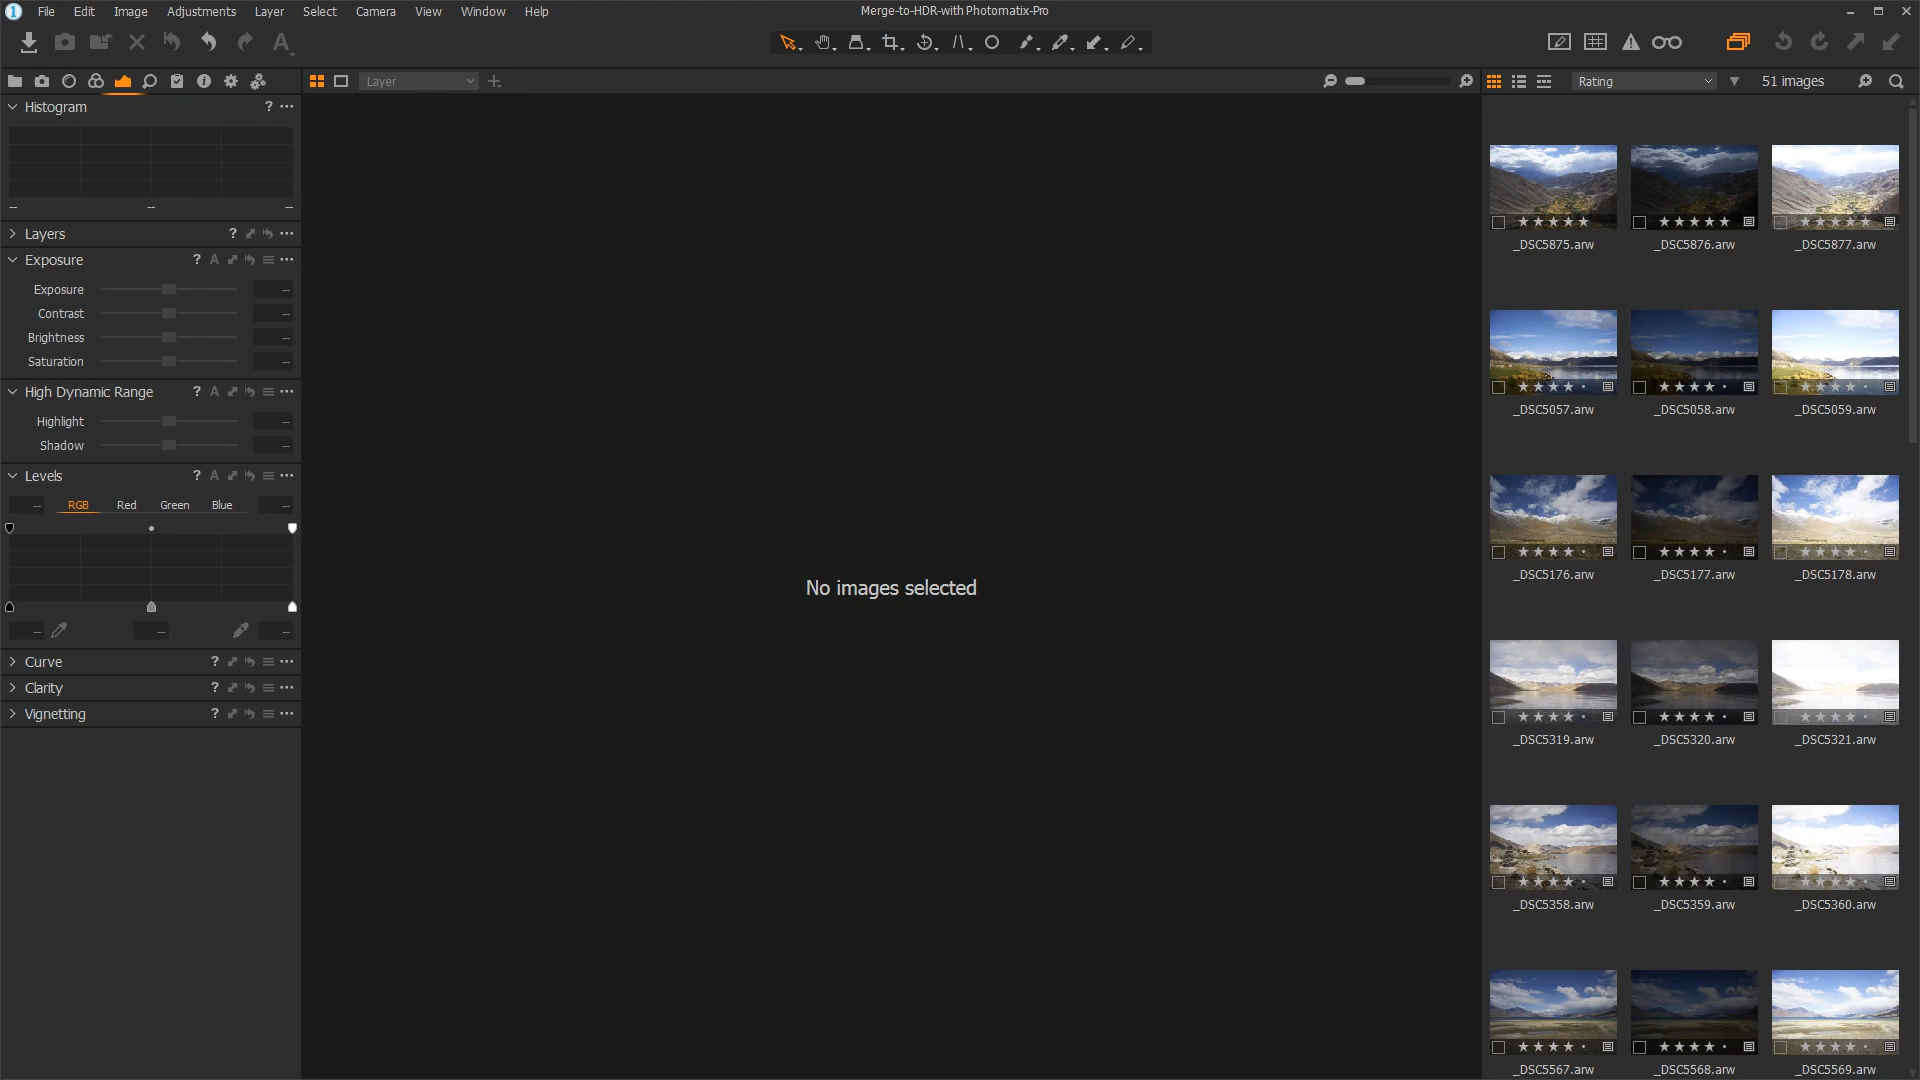 File Edit Image Adjustments Layer Select Camera View Window Help
Merge-to-HDR-with Photomatix-Pro
Layer
Rating
51 images
Histogram ?
-- -- --
Layers ?
Exposure ? A
Exposure --
Contrast --
Brightness --
Saturation --
High Dynamic Range ? A
Highlight --
Shadow --
Levels ? A
-- RGB Red Green Blue --
-- -- --
Curve ?
Clarity ?
Vignetting ?
No images selected
_DSC5875.arw _DSC5876.arw _DSC5877.arw
_DSC5057.arw _DSC5058.arw _DSC5059.arw
_DSC5176.arw _DSC5177.arw _DSC5178.arw
_DSC5319.arw _DSC5320.arw _DSC5321.arw
_DSC5358.arw _DSC5359.arw _DSC5360.arw
_DSC5567.arw _DSC5568.arw _DSC5569.arw